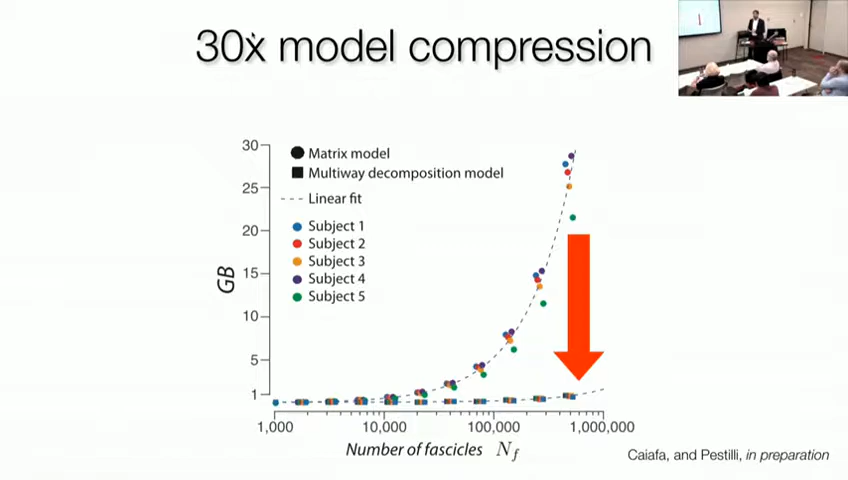 30x model compression
30
25
20
15
10
5
1
GB
Matrix model
Multiway decomposition model
Linear fit
Subject 1
Subject 2
Subject 3
Subject 4
Subject 5
1,000
10,000
100,000
1,000,000
Number of fascicles N_f
Caiafa, and Pestilli, in preparation